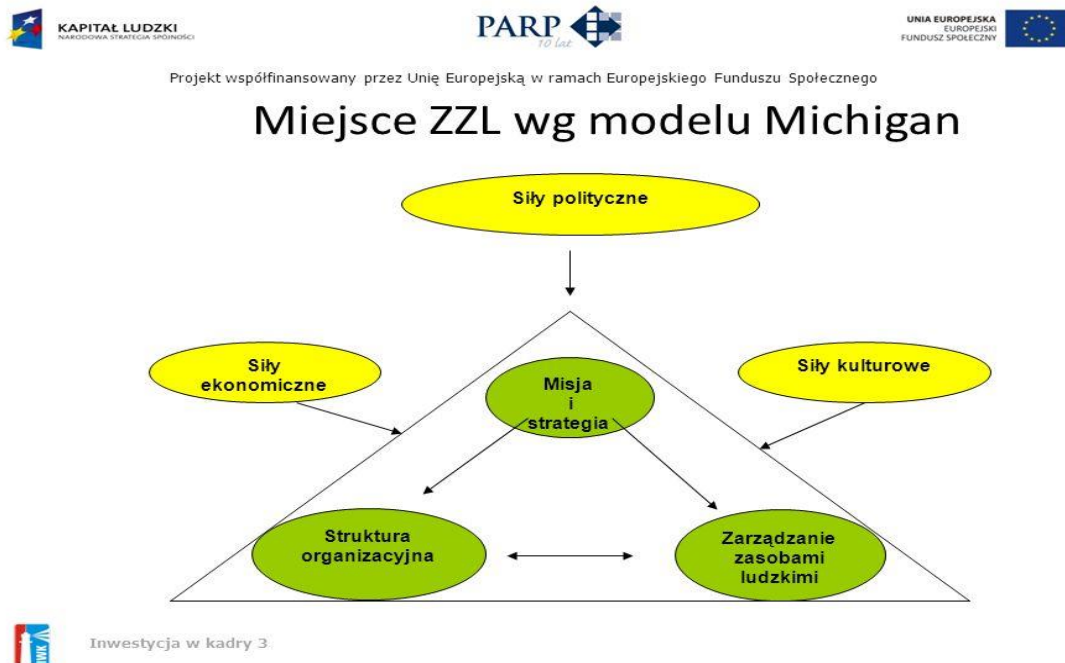 KAPITAŁ LUDZKI
NARODOWA STRATEGIA SPÓJNOŚCI
PARP
10 lat
UNIA EUROPEJSKA
EUROPEJSKI
FUNDUSZ SPOŁECZNY
Projekt współfinansowany przez Unię Europejską w ramach Europejskiego Funduszu Społecznego
Miejsce ZZL wg modelu Michigan
Siły polityczne
Siły
ekonomiczne
Siły kulturowe
Misja
i
strategia
Struktura
organizacyjna
Zarządzanie
zasobami
ludzkimi
Inwestycja w kadry 3